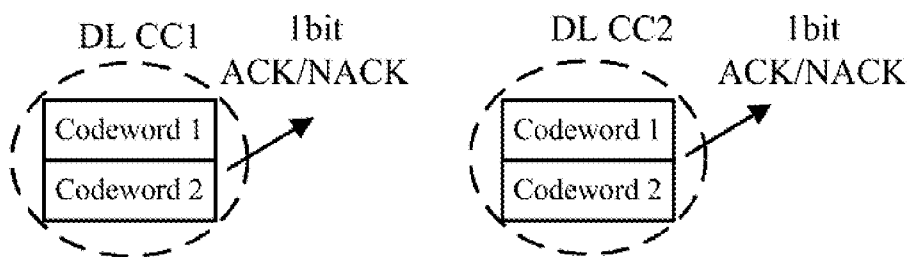 DL CC1
1bit
ACK/NACK
Codeword 1
Codeword 2
DL CC2
1bit
ACK/NACK
Codeword 1
Codeword 2